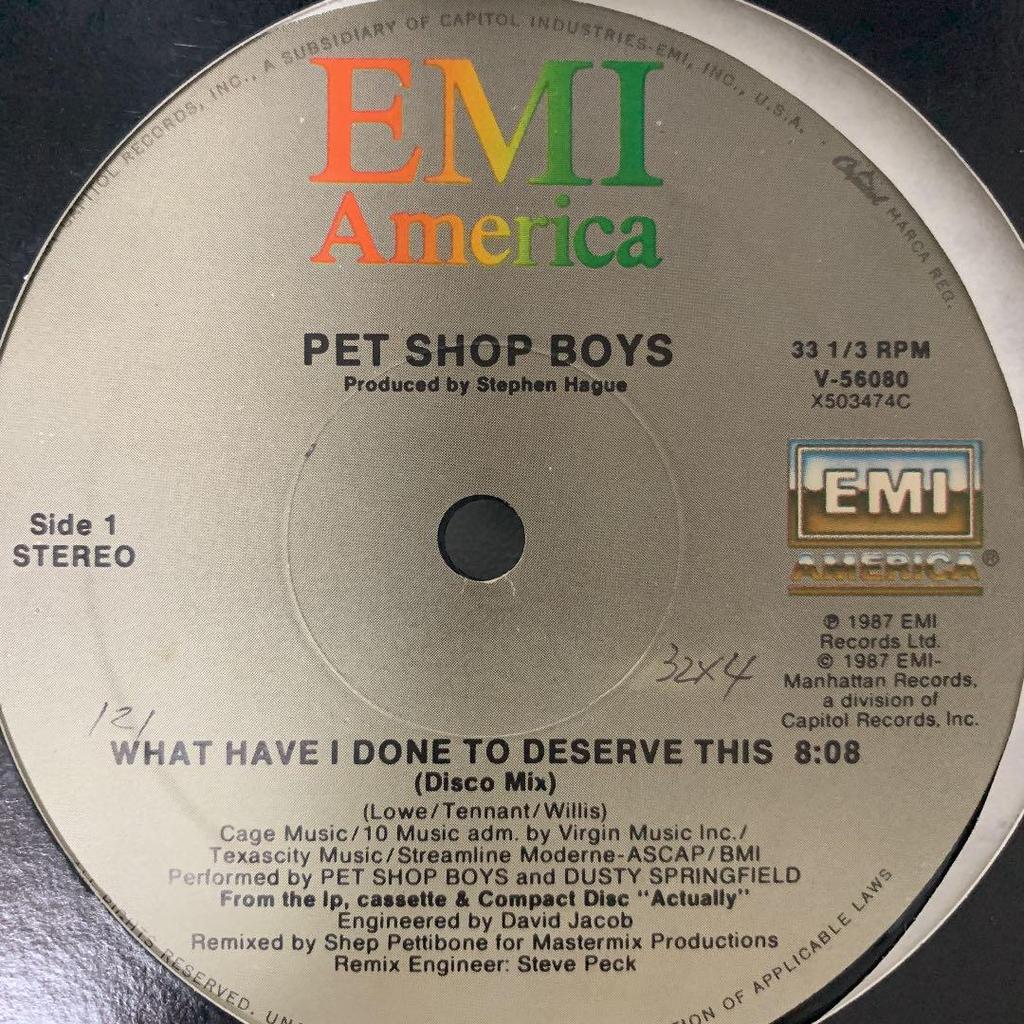 CAPITOL RECORDS, INC., A SUBSIDIARY OF CAPITOL INDUSTRIES-EMI, INC., U.S.A.
Capitol MARCA REG.
EMI
America
PET SHOP BOYS
Produced by Stephen Hague
33 1/3 RPM
V-56080
X503474C
EMI
AMERICA®
Side 1
STEREO
℗ 1987 EMI
Records Ltd.
© 1987 EMI-
Manhattan Records,
a division of
Capitol Records, Inc.
32x4
121
WHAT HAVE I DONE TO DESERVE THIS 8:08
(Disco Mix)
(Lowe/Tennant/Willis)
Cage Music/10 Music adm. by Virgin Music Inc./
Texascity Music/Streamline Moderne-ASCAP/BMI
Performed by PET SHOP BOYS and DUSTY SPRINGFIELD
From the lp, cassette & Compact Disc "Actually"
Engineered by David Jacob
Remixed by Shep Pettibone for Mastermix Productions
Remix Engineer: Steve Peck
RIGHTS RESERVED.
OF APPLICABLE LAWS